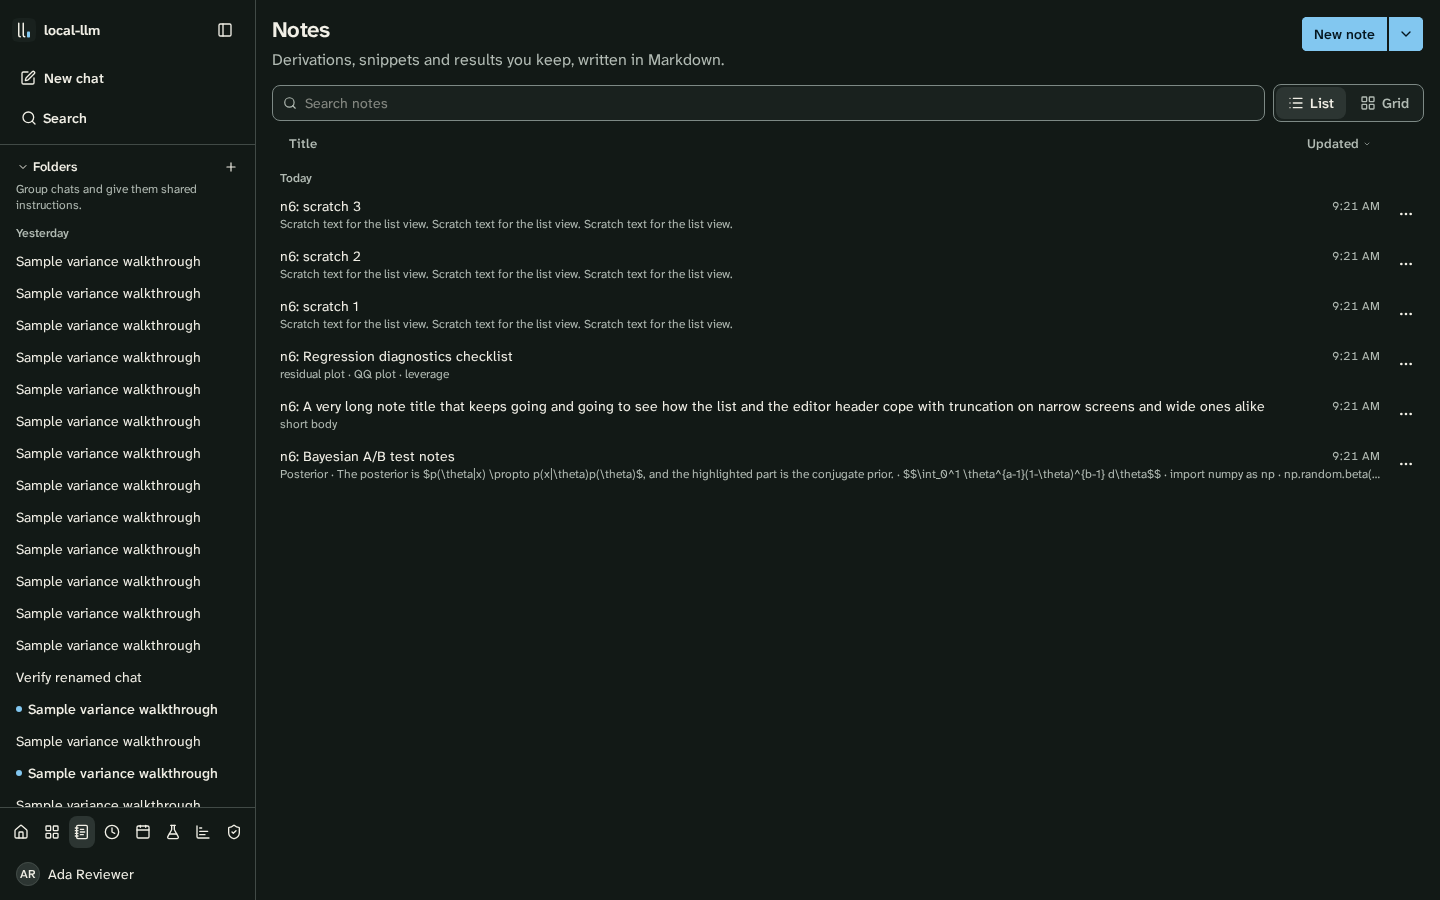 local-llm
New chat
Search
Folders
Group chats and give them shared
instructions.
Yesterday
Sample variance walkthrough
Sample variance walkthrough
Sample variance walkthrough
Sample variance walkthrough
Sample variance walkthrough
Sample variance walkthrough
Sample variance walkthrough
Sample variance walkthrough
Sample variance walkthrough
Sample variance walkthrough
Sample variance walkthrough
Sample variance walkthrough
Sample variance walkthrough
Verify renamed chat
Sample variance walkthrough
Sample variance walkthrough
Sample variance walkthrough
Sample variance walkthrough
AR Ada Reviewer
Notes
Derivations, snippets and results you keep, written in Markdown.
New note
Search notes
List Grid
Title Updated
Today
n6: scratch 3 9:21 AM
Scratch text for the list view. Scratch text for the list view. Scratch text for the list view.
n6: scratch 2 9:21 AM
Scratch text for the list view. Scratch text for the list view. Scratch text for the list view.
n6: scratch 1 9:21 AM
Scratch text for the list view. Scratch text for the list view. Scratch text for the list view.
n6: Regression diagnostics checklist 9:21 AM
residual plot · QQ plot · leverage
n6: A very long note title that keeps going and going to see how the list and the editor header cope with truncation on narrow screens and wide ones alike 9:21 AM
short body
n6: Bayesian A/B test notes 9:21 AM
Posterior · The posterior is $p(\theta|x) \propto p(x|\theta)p(\theta)$, and the highlighted part is the conjugate prior. · $$\int_0^1 \theta^{a-1}(1-\theta)^{b-1} d\theta$$ · import numpy as np · np.random.beta(...